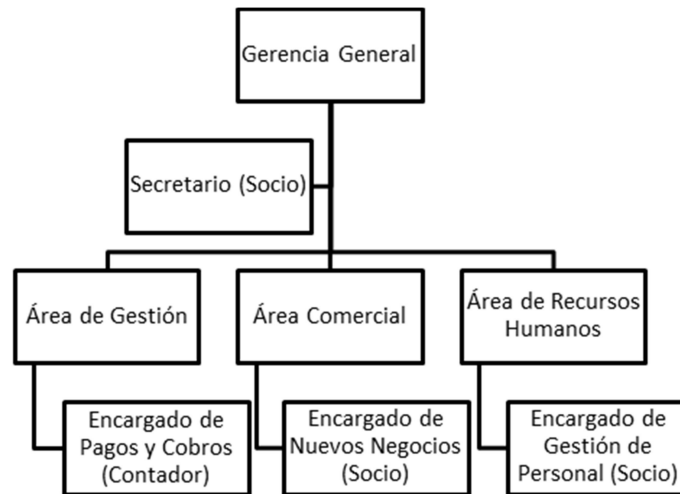 Gerencia General
Secretario (Socio)
Área de Gestión
Área Comercial
Área de Recursos
Humanos
Encargado de
Pagos y Cobros
(Contador)
Encargado de
Nuevos Negocios
(Socio)
Encargado de
Gestión de
Personal (Socio)